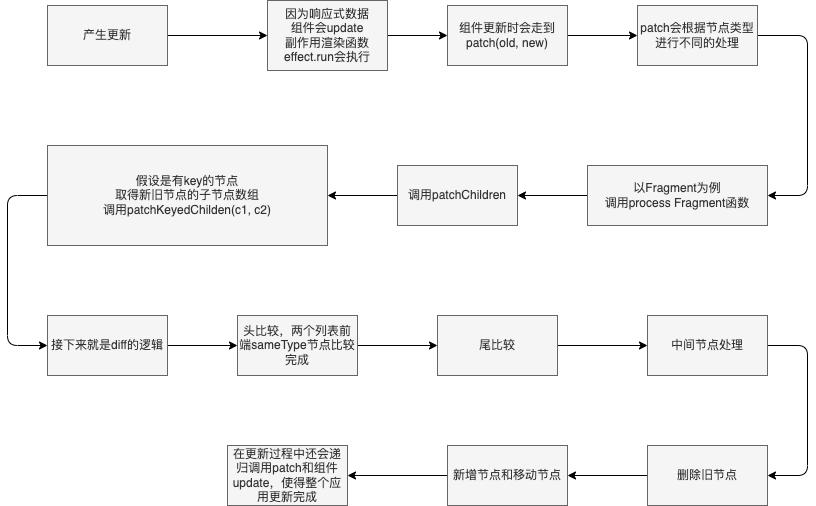 产生更新
因为响应式数据
组件会update
副作用渲染函数
effect.run会执行
组件更新时会走到
patch(old, new)
patch会根据节点类型
进行不同的处理
以Fragment为例
调用process Fragment函数
调用patchChildren
假设是有key的节点
取得新旧节点的子节点数组
调用patchKeyedChilden(c1, c2)
接下来就是diff的逻辑
头比较，两个列表前
端sameType节点比较
完成
尾比较
中间节点处理
删除旧节点
新增节点和移动节点
在更新过程中还会递
归调用patch和组件
update，使得整个应
用更新完成